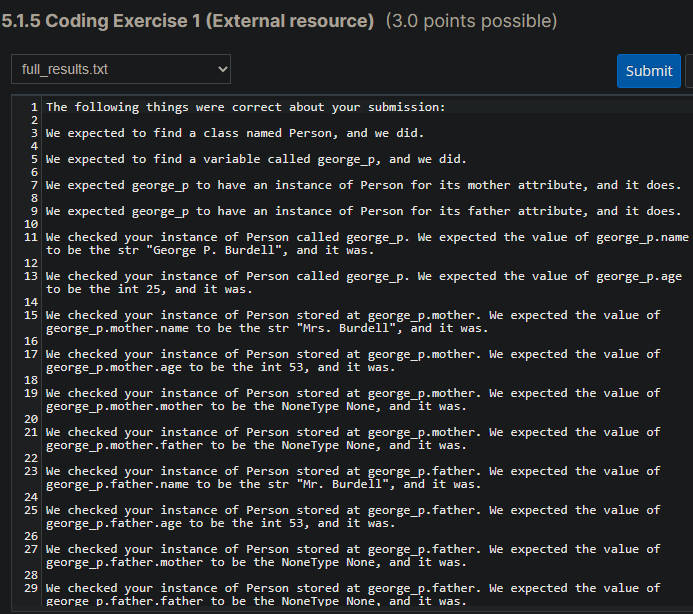 5.1.5 Coding Exercise 1 (External resource) (3.0 points possible)
full_results.txt
Submit
1 The following things were correct about your submission:
2
3 We expected to find a class named Person, and we did.
4
5 We expected to find a variable called george_p, and we did.
6
7 We expected george_p to have an instance of Person for its mother attribute, and it does.
8
9 We expected george_p to have an instance of Person for its father attribute, and it does.
10
11 We checked your instance of Person called george_p. We expected the value of george_p.name
to be the str "George P. Burdell", and it was.
12
13 We checked your instance of Person called george_p. We expected the value of george_p.age
to be the int 25, and it was.
14
15 We checked your instance of Person stored at george_p.mother. We expected the value of
george_p.mother.name to be the str "Mrs. Burdell", and it was.
16
17 We checked your instance of Person stored at george_p.mother. We expected the value of
george_p.mother.age to be the int 53, and it was.
18
19 We checked your instance of Person stored at george_p.mother. We expected the value of
george_p.mother.mother to be the NoneType None, and it was.
20
21 We checked your instance of Person stored at george_p.mother. We expected the value of
george_p.mother.father to be the NoneType None, and it was.
22
23 We checked your instance of Person stored at george_p.father. We expected the value of
george_p.father.name to be the str "Mr. Burdell", and it was.
24
25 We checked your instance of Person stored at george_p.father. We expected the value of
george_p.father.age to be the int 53, and it was.
26
27 We checked your instance of Person stored at george_p.father. We expected the value of
george_p.father.mother to be the NoneType None, and it was.
28
29 We checked your instance of Person stored at george_p.father. We expected the value of
george_p.father.father to be the NoneType None, and it was.